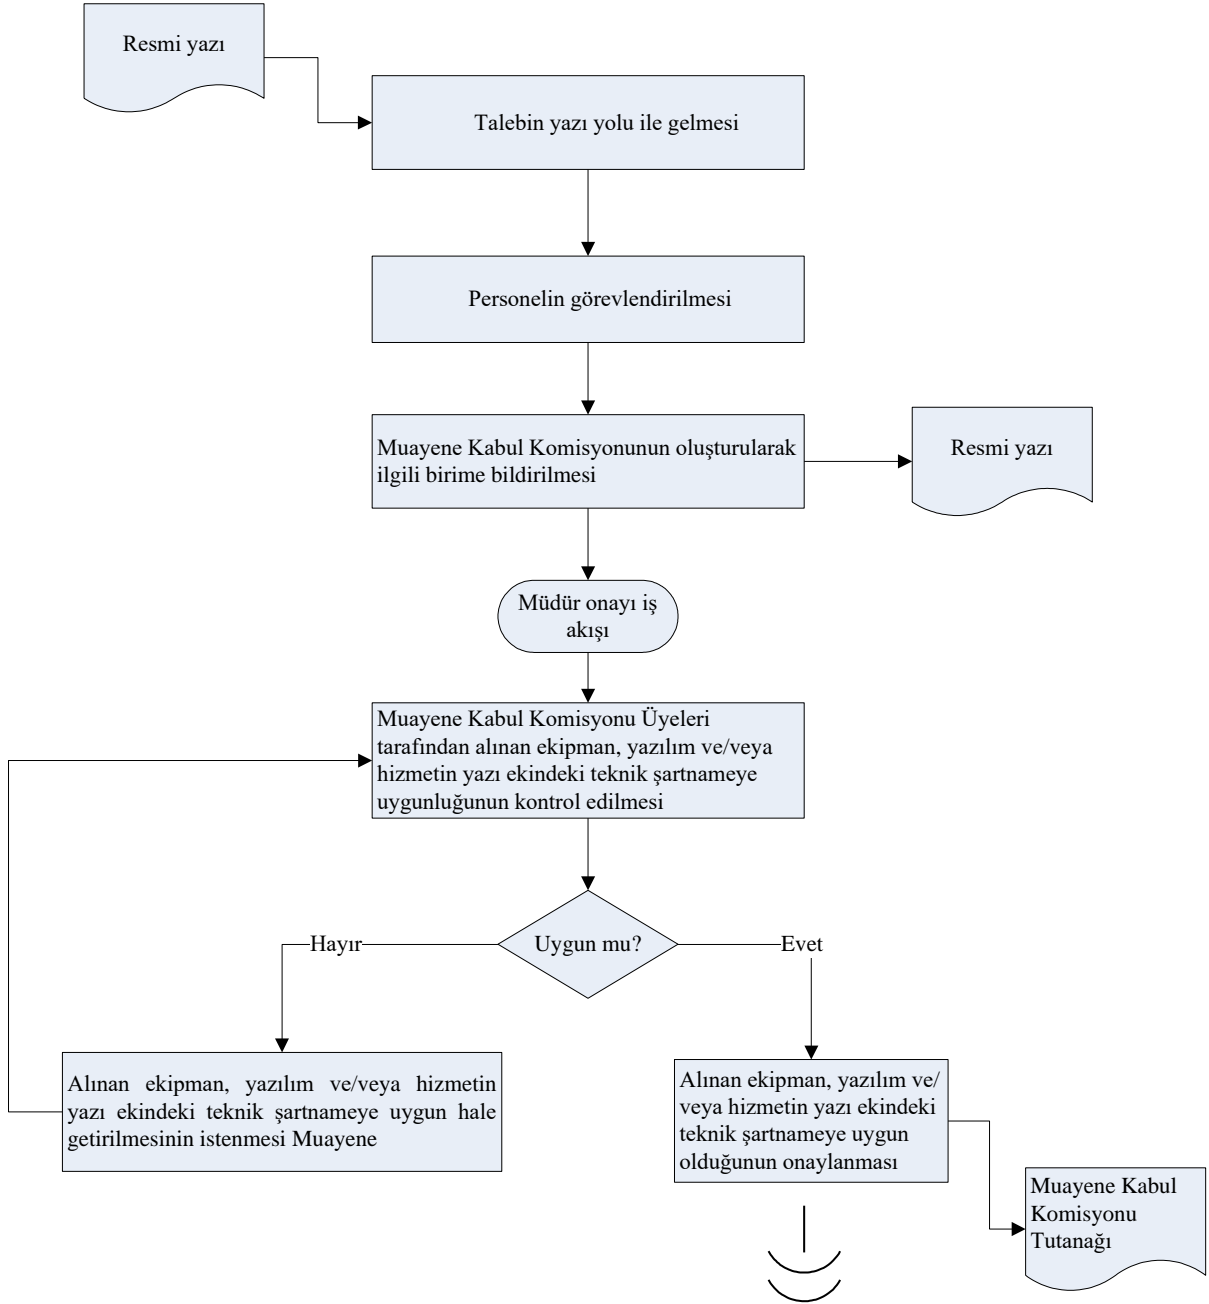 Resmi yazı
Talebin yazı yolu ile gelmesi
Personelin görevlendirilmesi
Muayene Kabul Komisyonunun oluşturularak
ilgili birime bildirilmesi
Resmi yazı
Müdür onayı iş
akışı
Muayene Kabul Komisyonu Üyeleri
tarafından alınan ekipman, yazılım ve/veya
hizmetin yazı ekindeki teknik şartnameye
uygunluğunun kontrol edilmesi
Uygun mu?
Hayır
Evet
Alınan ekipman, yazılım ve/veya hizmetin
yazı ekindeki teknik şartnameye uygun hale
getirilmesinin istenmesi Muayene
Alınan ekipman, yazılım ve/
veya hizmetin yazı ekindeki
teknik şartnameye uygun
olduğunun onaylanması
Muayene Kabul
Komisyonu
Tutanağı